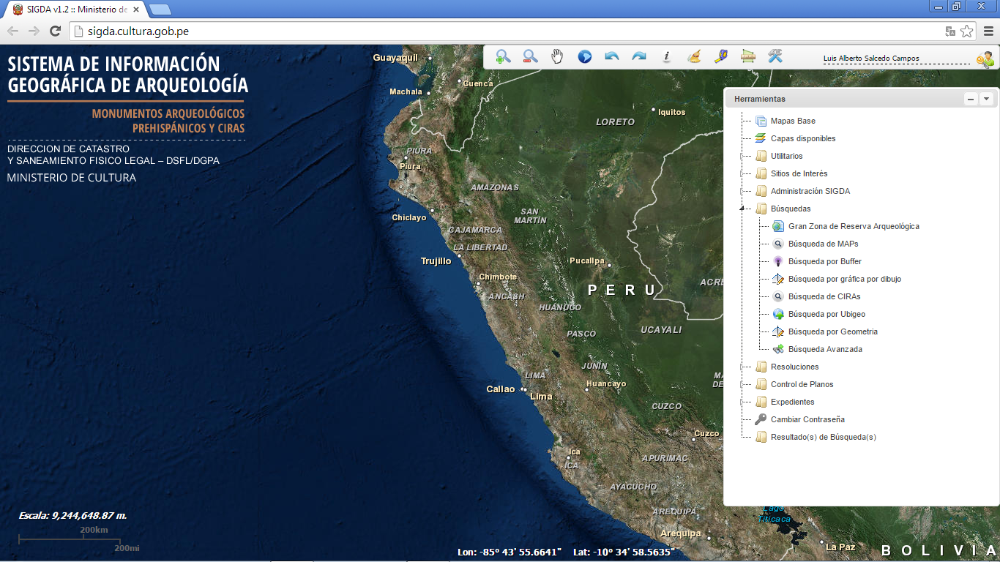 SIGDA v1.2 :: Ministerio de
sigda.cultura.gob.pe
SISTEMA DE INFORMACIÓN
GEOGRÁFICA DE ARQUEOLOGÍA
MONUMENTOS ARQUEOLÓGICOS
PREHISPÁNICOS Y CIRAS
DIRECCION DE CATASTRO
Y SANEAMIENTO FISICO LEGAL – DSFL/DGPA
MINISTERIO DE CULTURA
Luis Alberto Salcedo Campos
Guayaquil
Cuenca
Machala
Iquitos
LORETO
PIURA
Piura
AMAZONAS
SAN
MARTÍN
Chiclayo
CAJAMARCA
LA LIBERTAD
Trujillo
Pucallpa
Chimbote
ACRE
PERU
ANCASH
HUÁNUCO
UCAYALI
PASCO
JUNÍN
LIMA
MA
DE
Huancayo
Callao
Lima
CUZCO
Cuzco
Ica
ICA
APURIMAC
AYACUCHO
AREQUIPA
Lago
Titicaca
Arequipa
La Paz
BOLIVIA
Herramientas
Mapas Base
Capas disponibles
Utilitarios
Sitios de Interés
Administración SIGDA
Búsquedas
Gran Zona de Reserva Arqueológica
Búsqueda de MAPs
Búsqueda por Buffer
Búsqueda por gráfica por dibujo
Búsqueda de CIRAs
Búsqueda por Ubigeo
Búsqueda por Geometria
Búsqueda Avanzada
Resoluciones
Control de Planos
Expedientes
Cambiar Contraseña
Resultado(s) de Búsqueda(s)
Escala: 9,244,648.87 m.
200km
200mi
Lon: -85° 43' 55.6641" Lat: -10° 34' 58.5635"